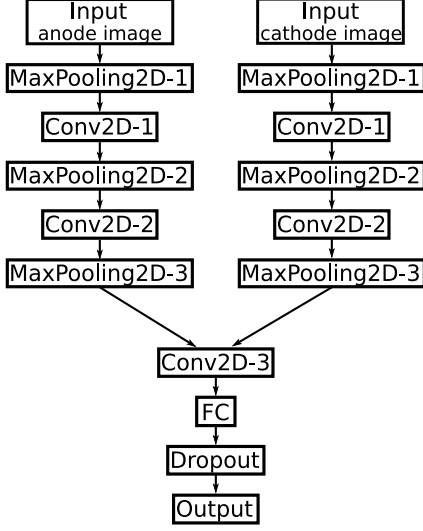 Input
anode image
MaxPooling2D-1
Conv2D-1
MaxPooling2D-2
Conv2D-2
MaxPooling2D-3
Input
cathode image
MaxPooling2D-1
Conv2D-1
MaxPooling2D-2
Conv2D-2
MaxPooling2D-3
Conv2D-3
FC
Dropout
Output